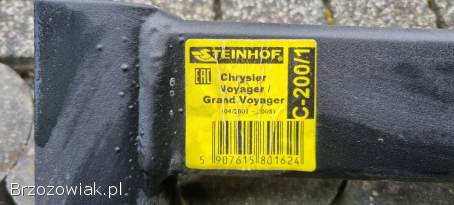 STEINHOF
EAC
Chrysler
Voyager /
Grand Voyager
C-200/1
5 907615 801624
Brzozowiak.pl